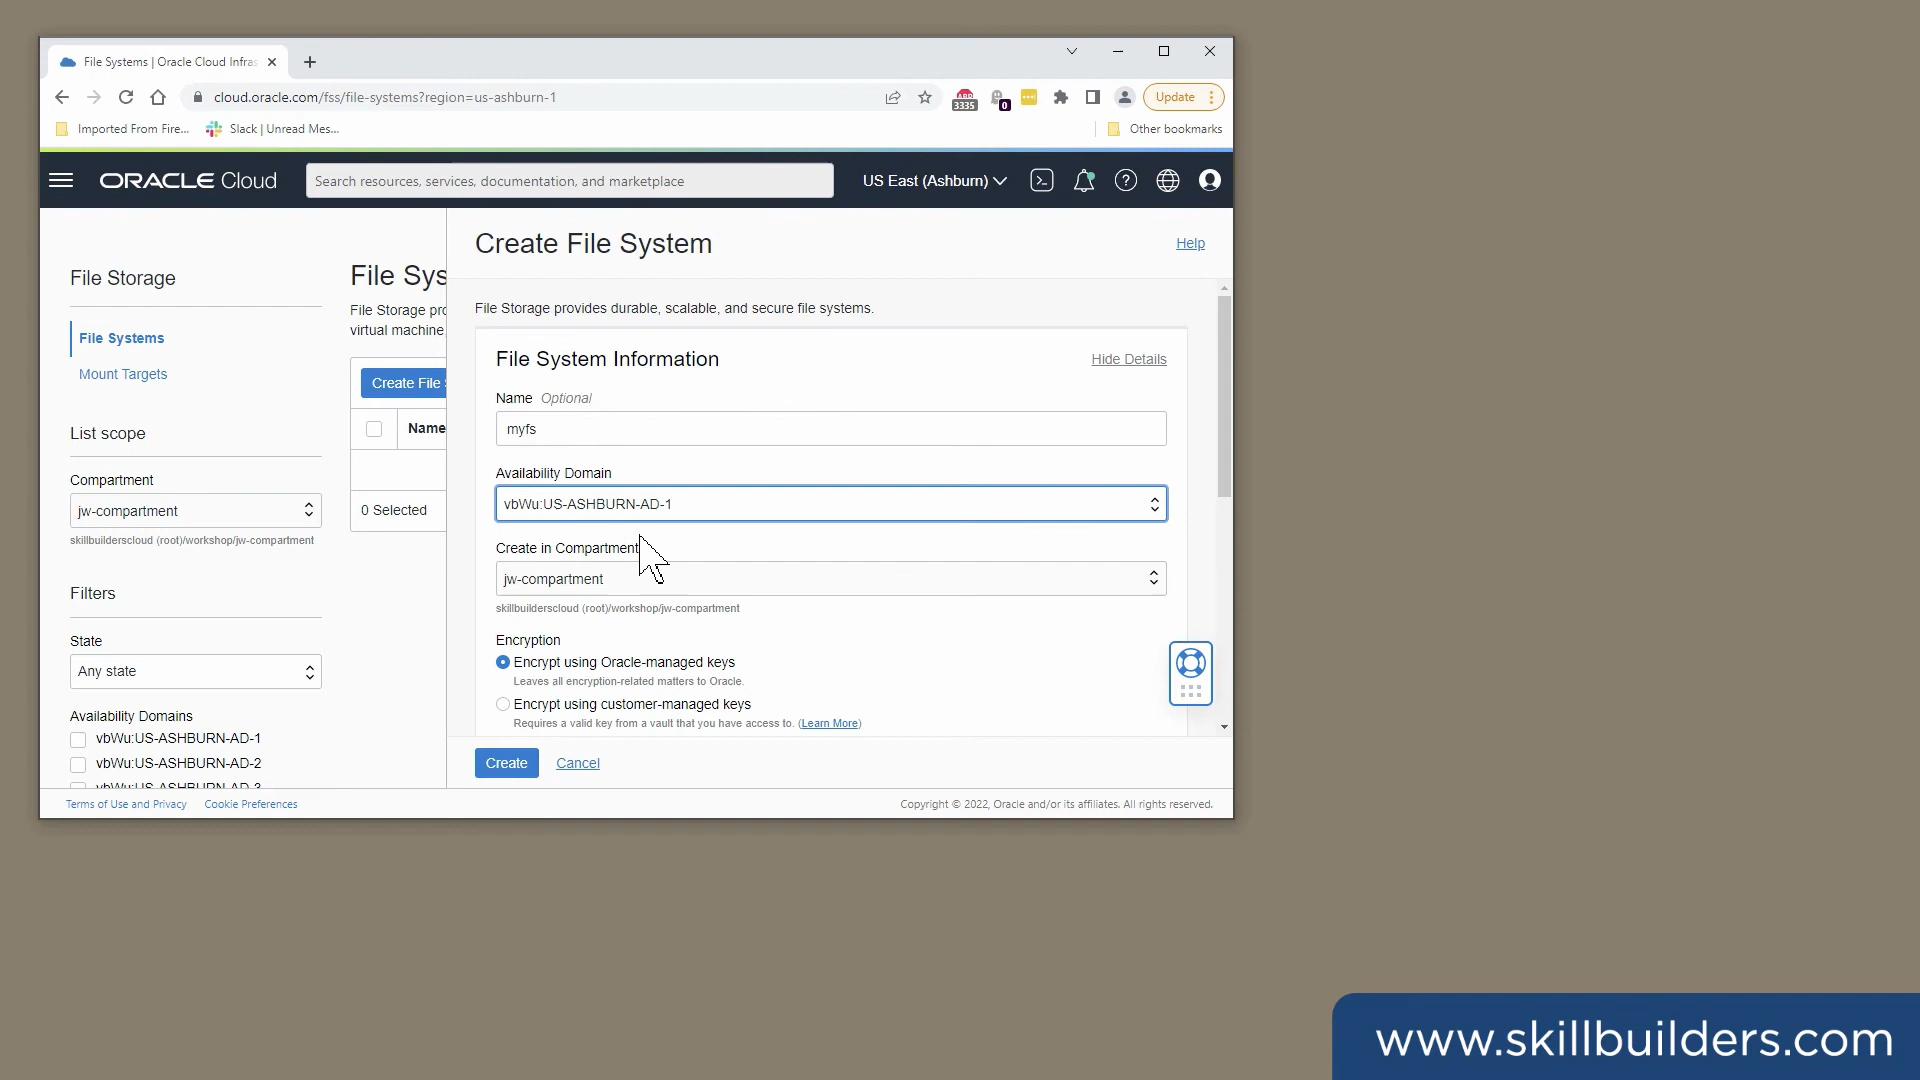 File Systems | Oracle Cloud Infras
cloud.oracle.com/fss/file-systems?region=us-ashburn-1
3335
0
Update
Imported From Fire...
Slack | Unread Mes...
Other bookmarks
ORACLE Cloud
Search resources, services, documentation, and marketplace
US East (Ashburn)
File Storage
File Systems
Mount Targets
List scope
Compartment
jw-compartment
skillbuilderscloud (root)/workshop/jw-compartment
Filters
State
Any state
Availability Domains
vbWu:US-ASHBURN-AD-1
vbWu:US-ASHBURN-AD-2
vbWu:US-ASHBURN-AD-3
File Sys
File Storage pro
virtual machine,
Create File S
Name
0 Selected
Create File System
Help
File Storage provides durable, scalable, and secure file systems.
File System Information
Hide Details
Name Optional
myfs
Availability Domain
vbWu:US-ASHBURN-AD-1
Create in Compartment
jw-compartment
skillbuilderscloud (root)/workshop/jw-compartment
Encryption
Encrypt using Oracle-managed keys
Leaves all encryption-related matters to Oracle.
Encrypt using customer-managed keys
Requires a valid key from a vault that you have access to. (Learn More)
Create
Cancel
Terms of Use and Privacy
Cookie Preferences
Copyright © 2022, Oracle and/or its affiliates. All rights reserved.
www.skillbuilders.com